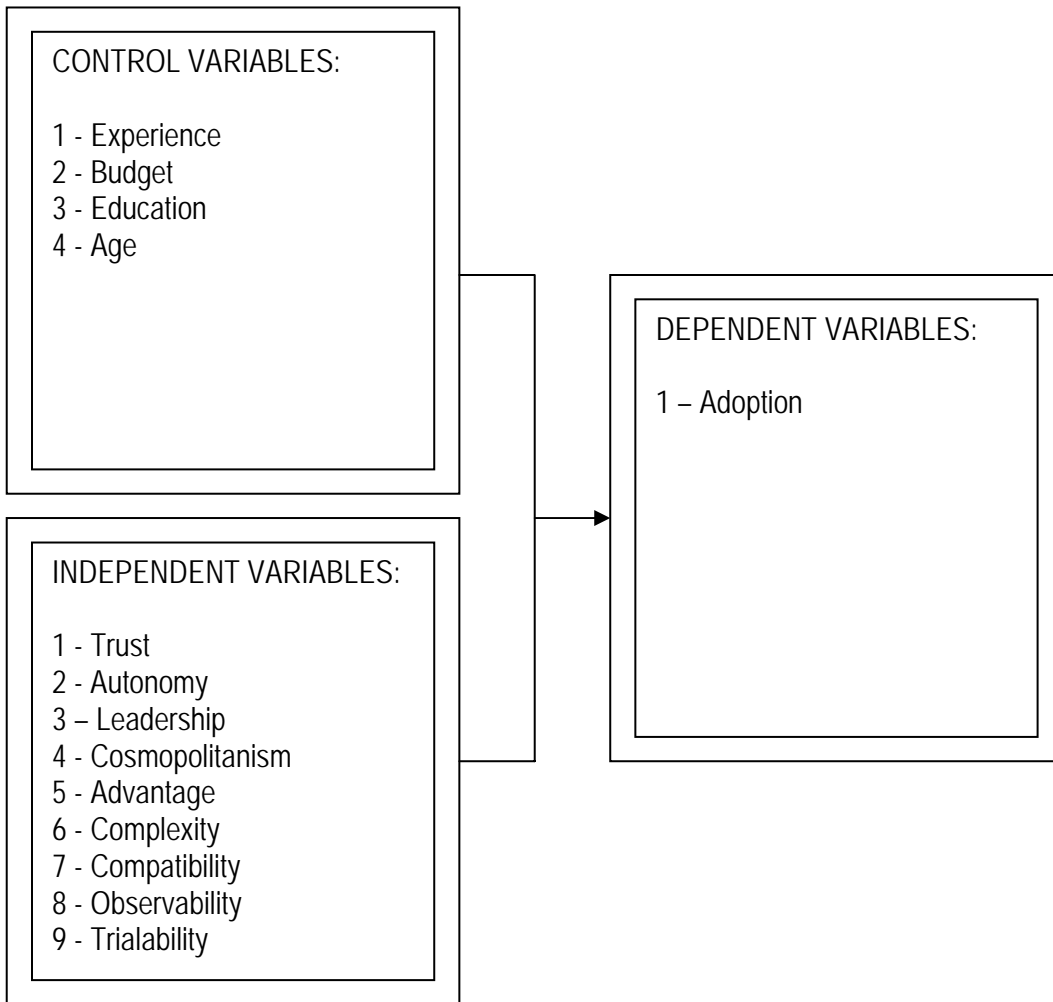 CONTROL VARIABLES:
1 - Experience
2 - Budget
3 - Education
4 - Age
INDEPENDENT VARIABLES:
1 - Trust
2 - Autonomy
3 – Leadership
4 - Cosmopolitanism
5 - Advantage
6 - Complexity
7 - Compatibility
8 - Observability
9 - Trialability
DEPENDENT VARIABLES:
1 – Adoption